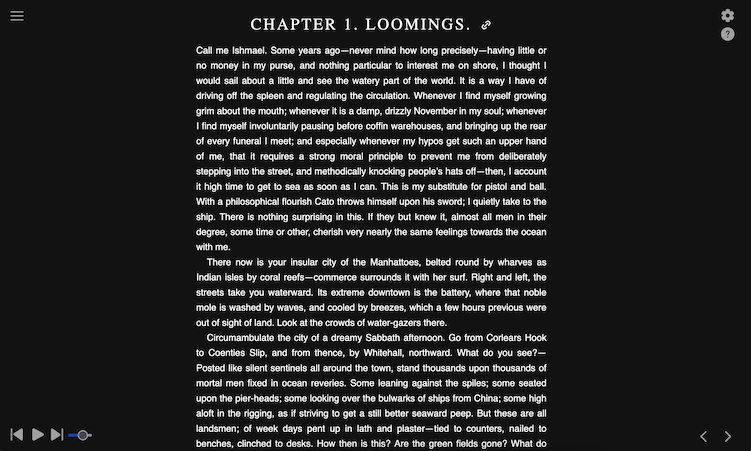 CHAPTER 1. LOOMINGS.
?
Call me Ishmael. Some years ago—never mind how long precisely—having little or
no money in my purse, and nothing particular to interest me on shore, I thought I
would sail about a little and see the watery part of the world. It is a way I have of
driving off the spleen and regulating the circulation. Whenever I find myself growing
grim about the mouth; whenever it is a damp, drizzly November in my soul; whenever
I find myself involuntarily pausing before coffin warehouses, and bringing up the rear
of every funeral I meet; and especially whenever my hypos get such an upper hand
of me, that it requires a strong moral principle to prevent me from deliberately
stepping into the street, and methodically knocking people's hats off—then, I account
it high time to get to sea as soon as I can. This is my substitute for pistol and ball.
With a philosophical flourish Cato throws himself upon his sword; I quietly take to the
ship. There is nothing surprising in this. If they but knew it, almost all men in their
degree, some time or other, cherish very nearly the same feelings towards the ocean
with me.
There now is your insular city of the Manhattoes, belted round by wharves as
Indian isles by coral reefs—commerce surrounds it with her surf. Right and left, the
streets take you waterward. Its extreme downtown is the battery, where that noble
mole is washed by waves, and cooled by breezes, which a few hours previous were
out of sight of land. Look at the crowds of water-gazers there.
Circumambulate the city of a dreamy Sabbath afternoon. Go from Corlears Hook
to Coenties Slip, and from thence, by Whitehall, northward. What do you see?—
Posted like silent sentinels all around the town, stand thousands upon thousands of
mortal men fixed in ocean reveries. Some leaning against the spiles; some seated
upon the pier-heads; some looking over the bulwarks of ships from China; some high
aloft in the rigging, as if striving to get a still better seaward peep. But these are all
landsmen; of week days pent up in lath and plaster—tied to counters, nailed to
benches, clinched to desks. How then is this? Are the green fields gone? What do